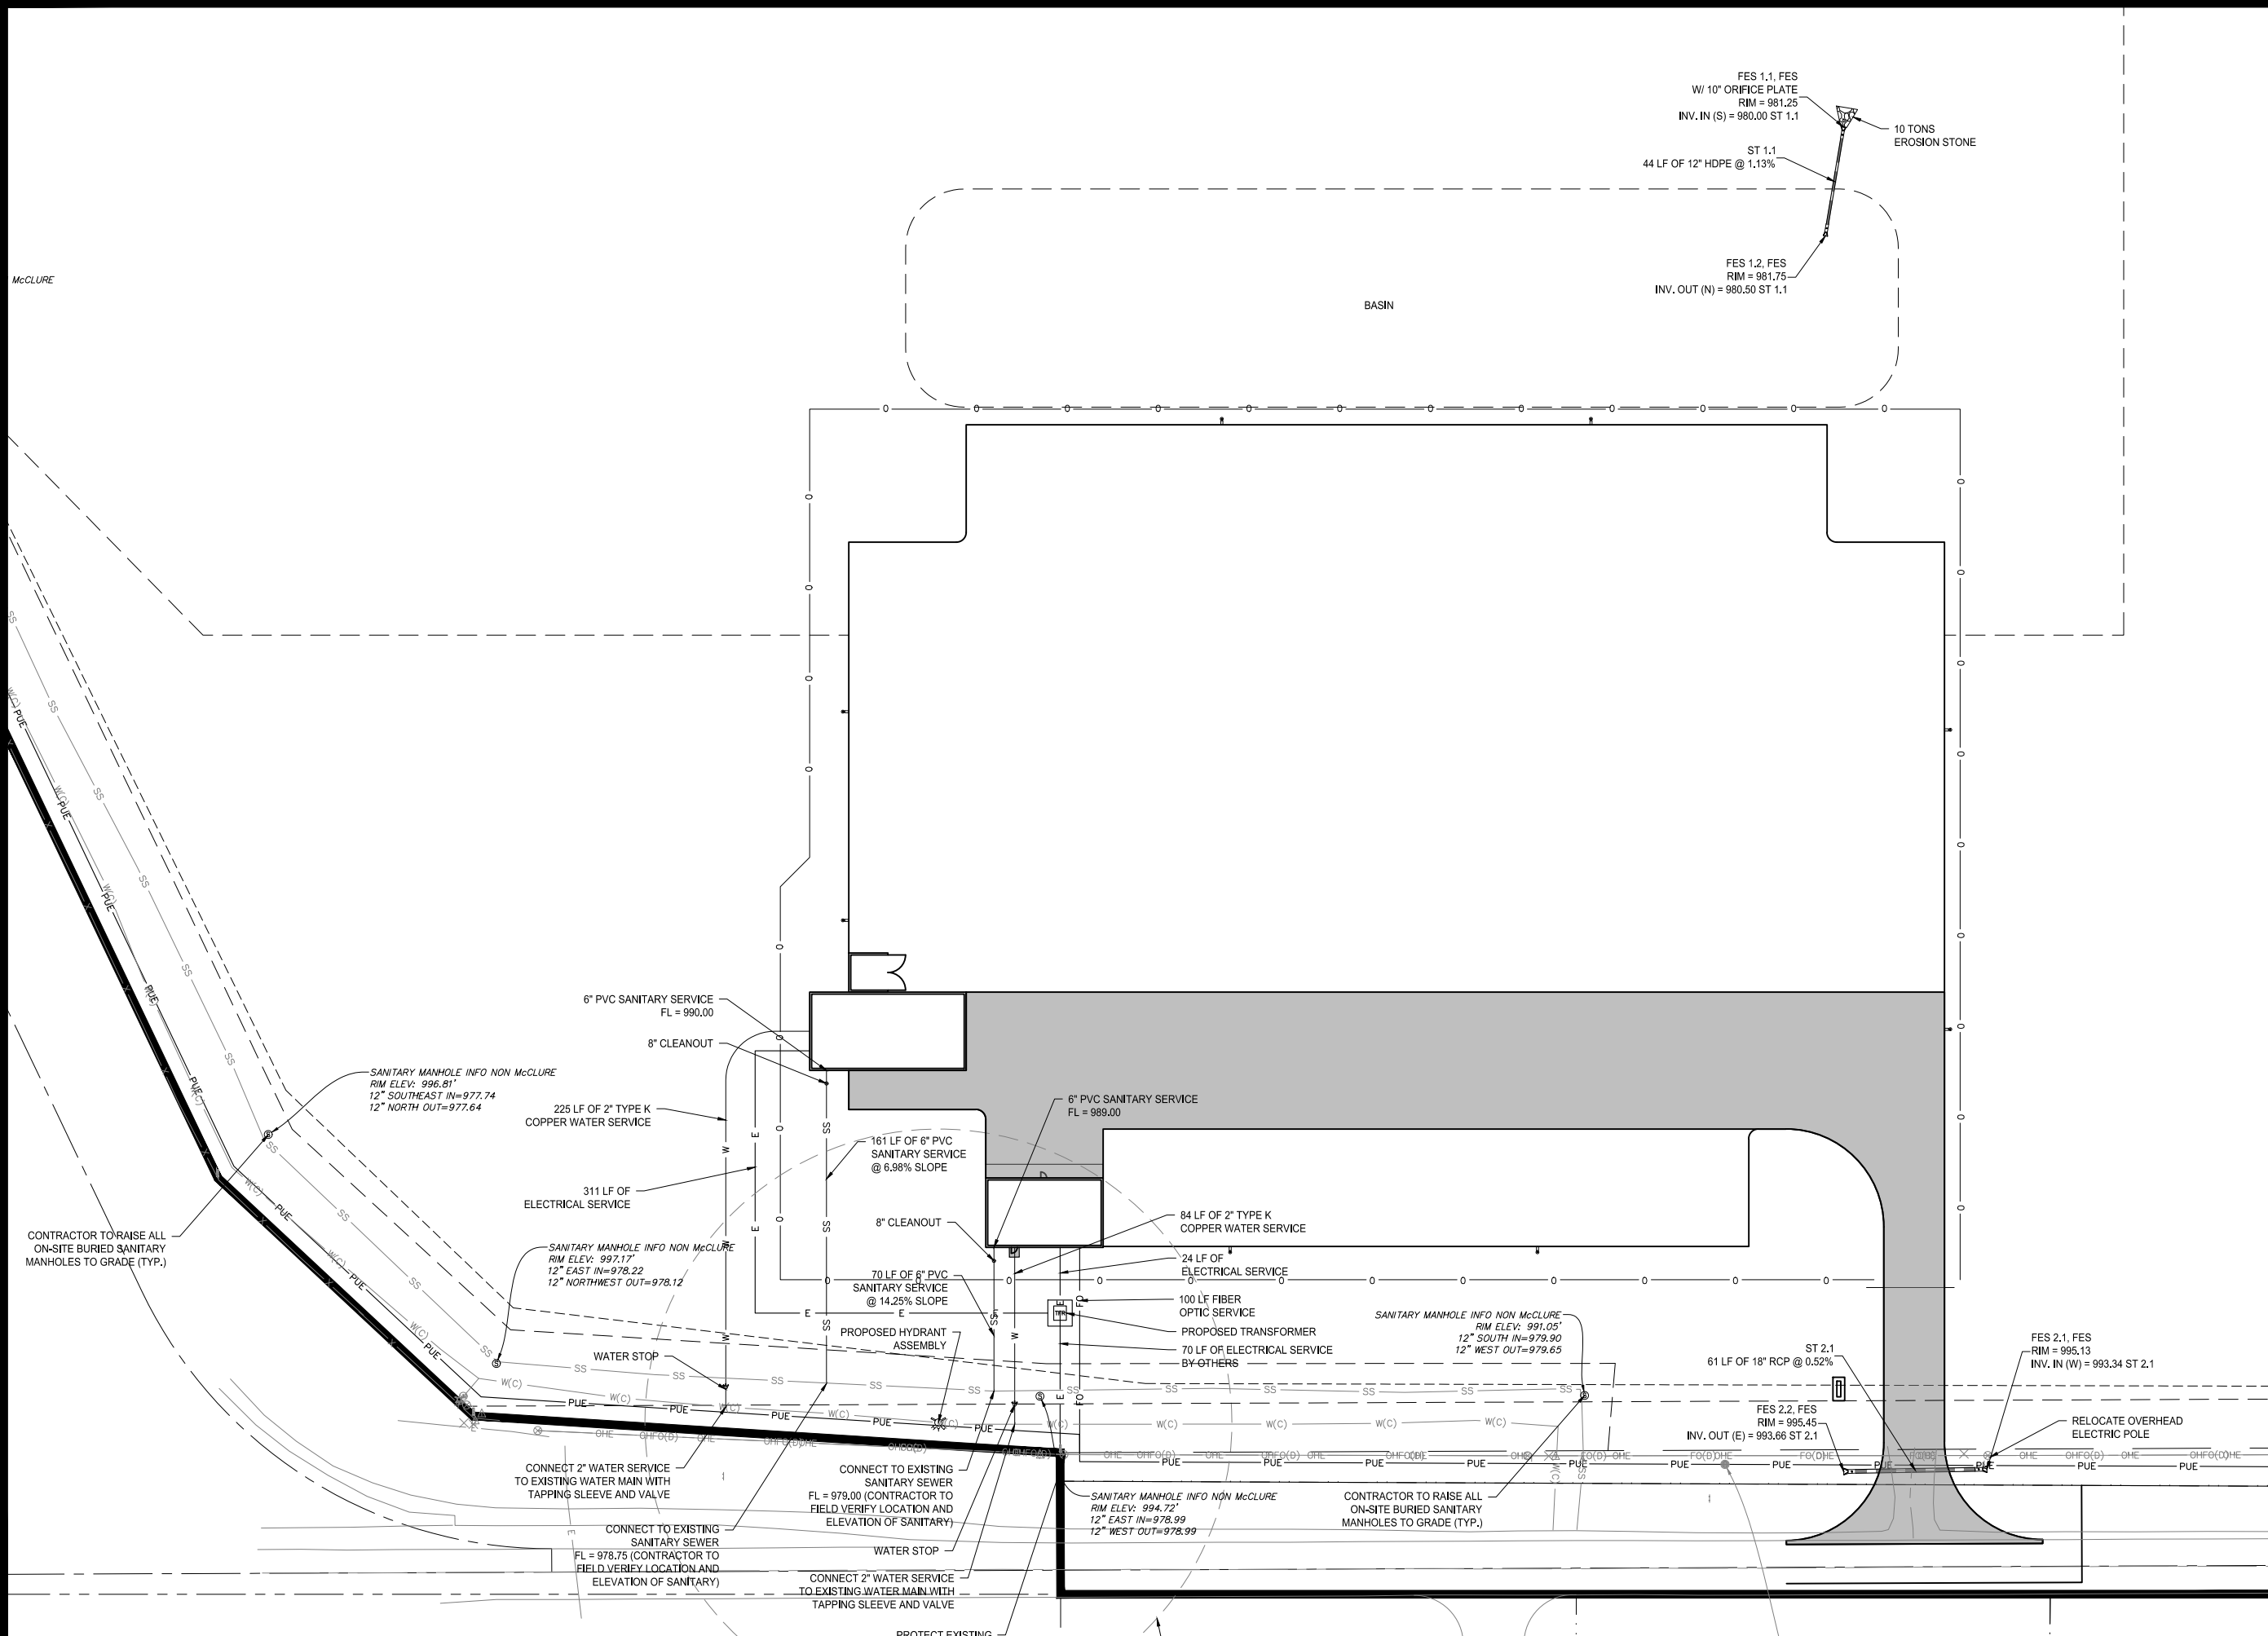 FES 1.1, FES
W/ 10" ORIFICE PLATE
RIM = 981.25
INV. IN (S) = 980.00 ST 1.1
10 TONS
EROSION STONE
ST 1.1
44 LF OF 12" HDPE @ 1.13%
FES 1.2, FES
RIM = 981.75
INV. OUT (N) = 980.50 ST 1.1
McCLURE
BASIN
6" PVC SANITARY SERVICE
FL = 990.00
8" CLEANOUT
SANITARY MANHOLE INFO NON McCLURE
RIM ELEV: 996.81'
12" SOUTHEAST IN=977.74
12" NORTH OUT=977.64
225 LF OF 2" TYPE K
COPPER WATER SERVICE
6" PVC SANITARY SERVICE
FL = 989.00
161 LF OF 6" PVC
SANITARY SERVICE
@ 6.98% SLOPE
311 LF OF
ELECTRICAL SERVICE
8" CLEANOUT
84 LF OF 2" TYPE K
COPPER WATER SERVICE
CONTRACTOR TO RAISE ALL
ON-SITE BURIED SANITARY
MANHOLES TO GRADE (TYP.)
SANITARY MANHOLE INFO NON McCLURE
RIM ELEV: 997.17'
12" EAST IN=978.22
12" NORTHWEST OUT=978.12
24 LF OF
ELECTRICAL SERVICE
70 LF OF 6" PVC
SANITARY SERVICE
@ 14.25% SLOPE
100 LF FIBER
OPTIC SERVICE
PROPOSED HYDRANT
ASSEMBLY
PROPOSED TRANSFORMER
70 LF OF ELECTRICAL SERVICE
BY OTHERS
SANITARY MANHOLE INFO NON McCLURE
RIM ELEV: 991.05'
12" SOUTH IN=979.90
12" WEST OUT=979.65
WATER STOP
ST 2.1
61 LF OF 18" RCP @ 0.52%
FES 2.1, FES
RIM = 995.13
INV. IN (W) = 993.34 ST 2.1
FES 2.2, FES
RIM = 995.45
INV. OUT (E) = 993.66 ST 2.1
RELOCATE OVERHEAD
ELECTRIC POLE
CONNECT 2" WATER SERVICE
TO EXISTING WATER MAIN WITH
TAPPING SLEEVE AND VALVE
CONNECT TO EXISTING
SANITARY SEWER
FL = 979.00 (CONTRACTOR TO
FIELD VERIFY LOCATION AND
ELEVATION OF SANITARY)
SANITARY MANHOLE INFO NON McCLURE
RIM ELEV: 994.72'
12" EAST IN=978.99
12" WEST OUT=978.99
CONTRACTOR TO RAISE ALL
ON-SITE BURIED SANITARY
MANHOLES TO GRADE (TYP.)
CONNECT TO EXISTING
SANITARY SEWER
FL = 978.75 (CONTRACTOR TO
FIELD VERIFY LOCATION AND
ELEVATION OF SANITARY)
WATER STOP
CONNECT 2" WATER SERVICE
TO EXISTING WATER MAIN WITH
TAPPING SLEEVE AND VALVE
PROTECT EXISTING